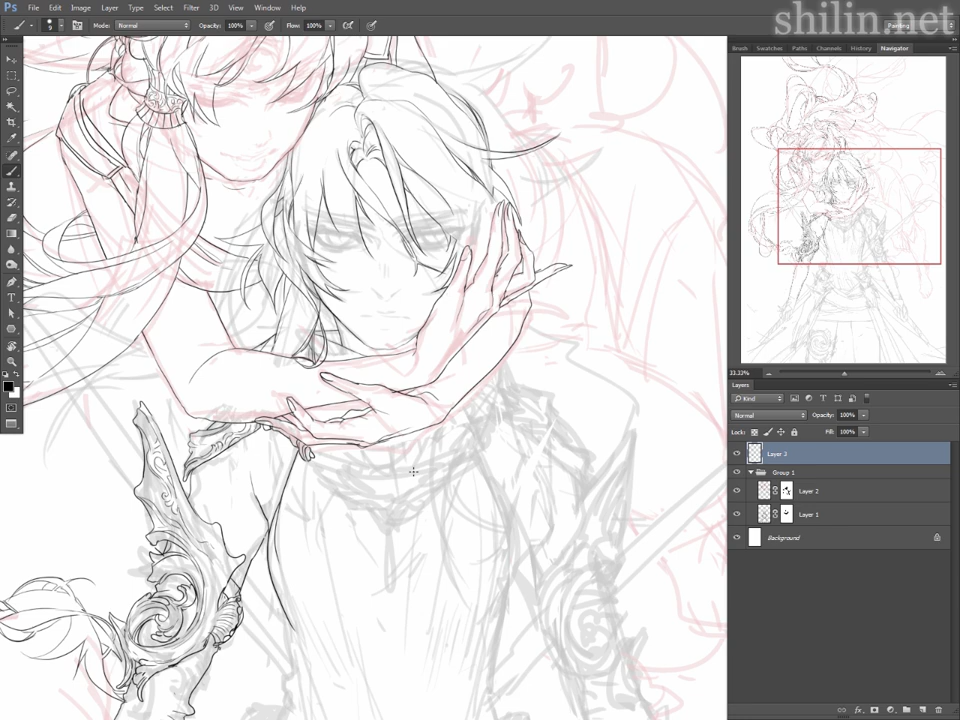 Ps File Edit Image Layer Type Select Filter 3D View Window Help
shilin.net
9 Mode: Normal Opacity: 100% Flow: 100% Painting
Brush Swatches Paths Channels History Navigator
33.33%
Layers
Kind
Normal Opacity: 100%
Lock: Fill: 100%
Layer 3
Group 1
Layer 2
Layer 1
Background
fx